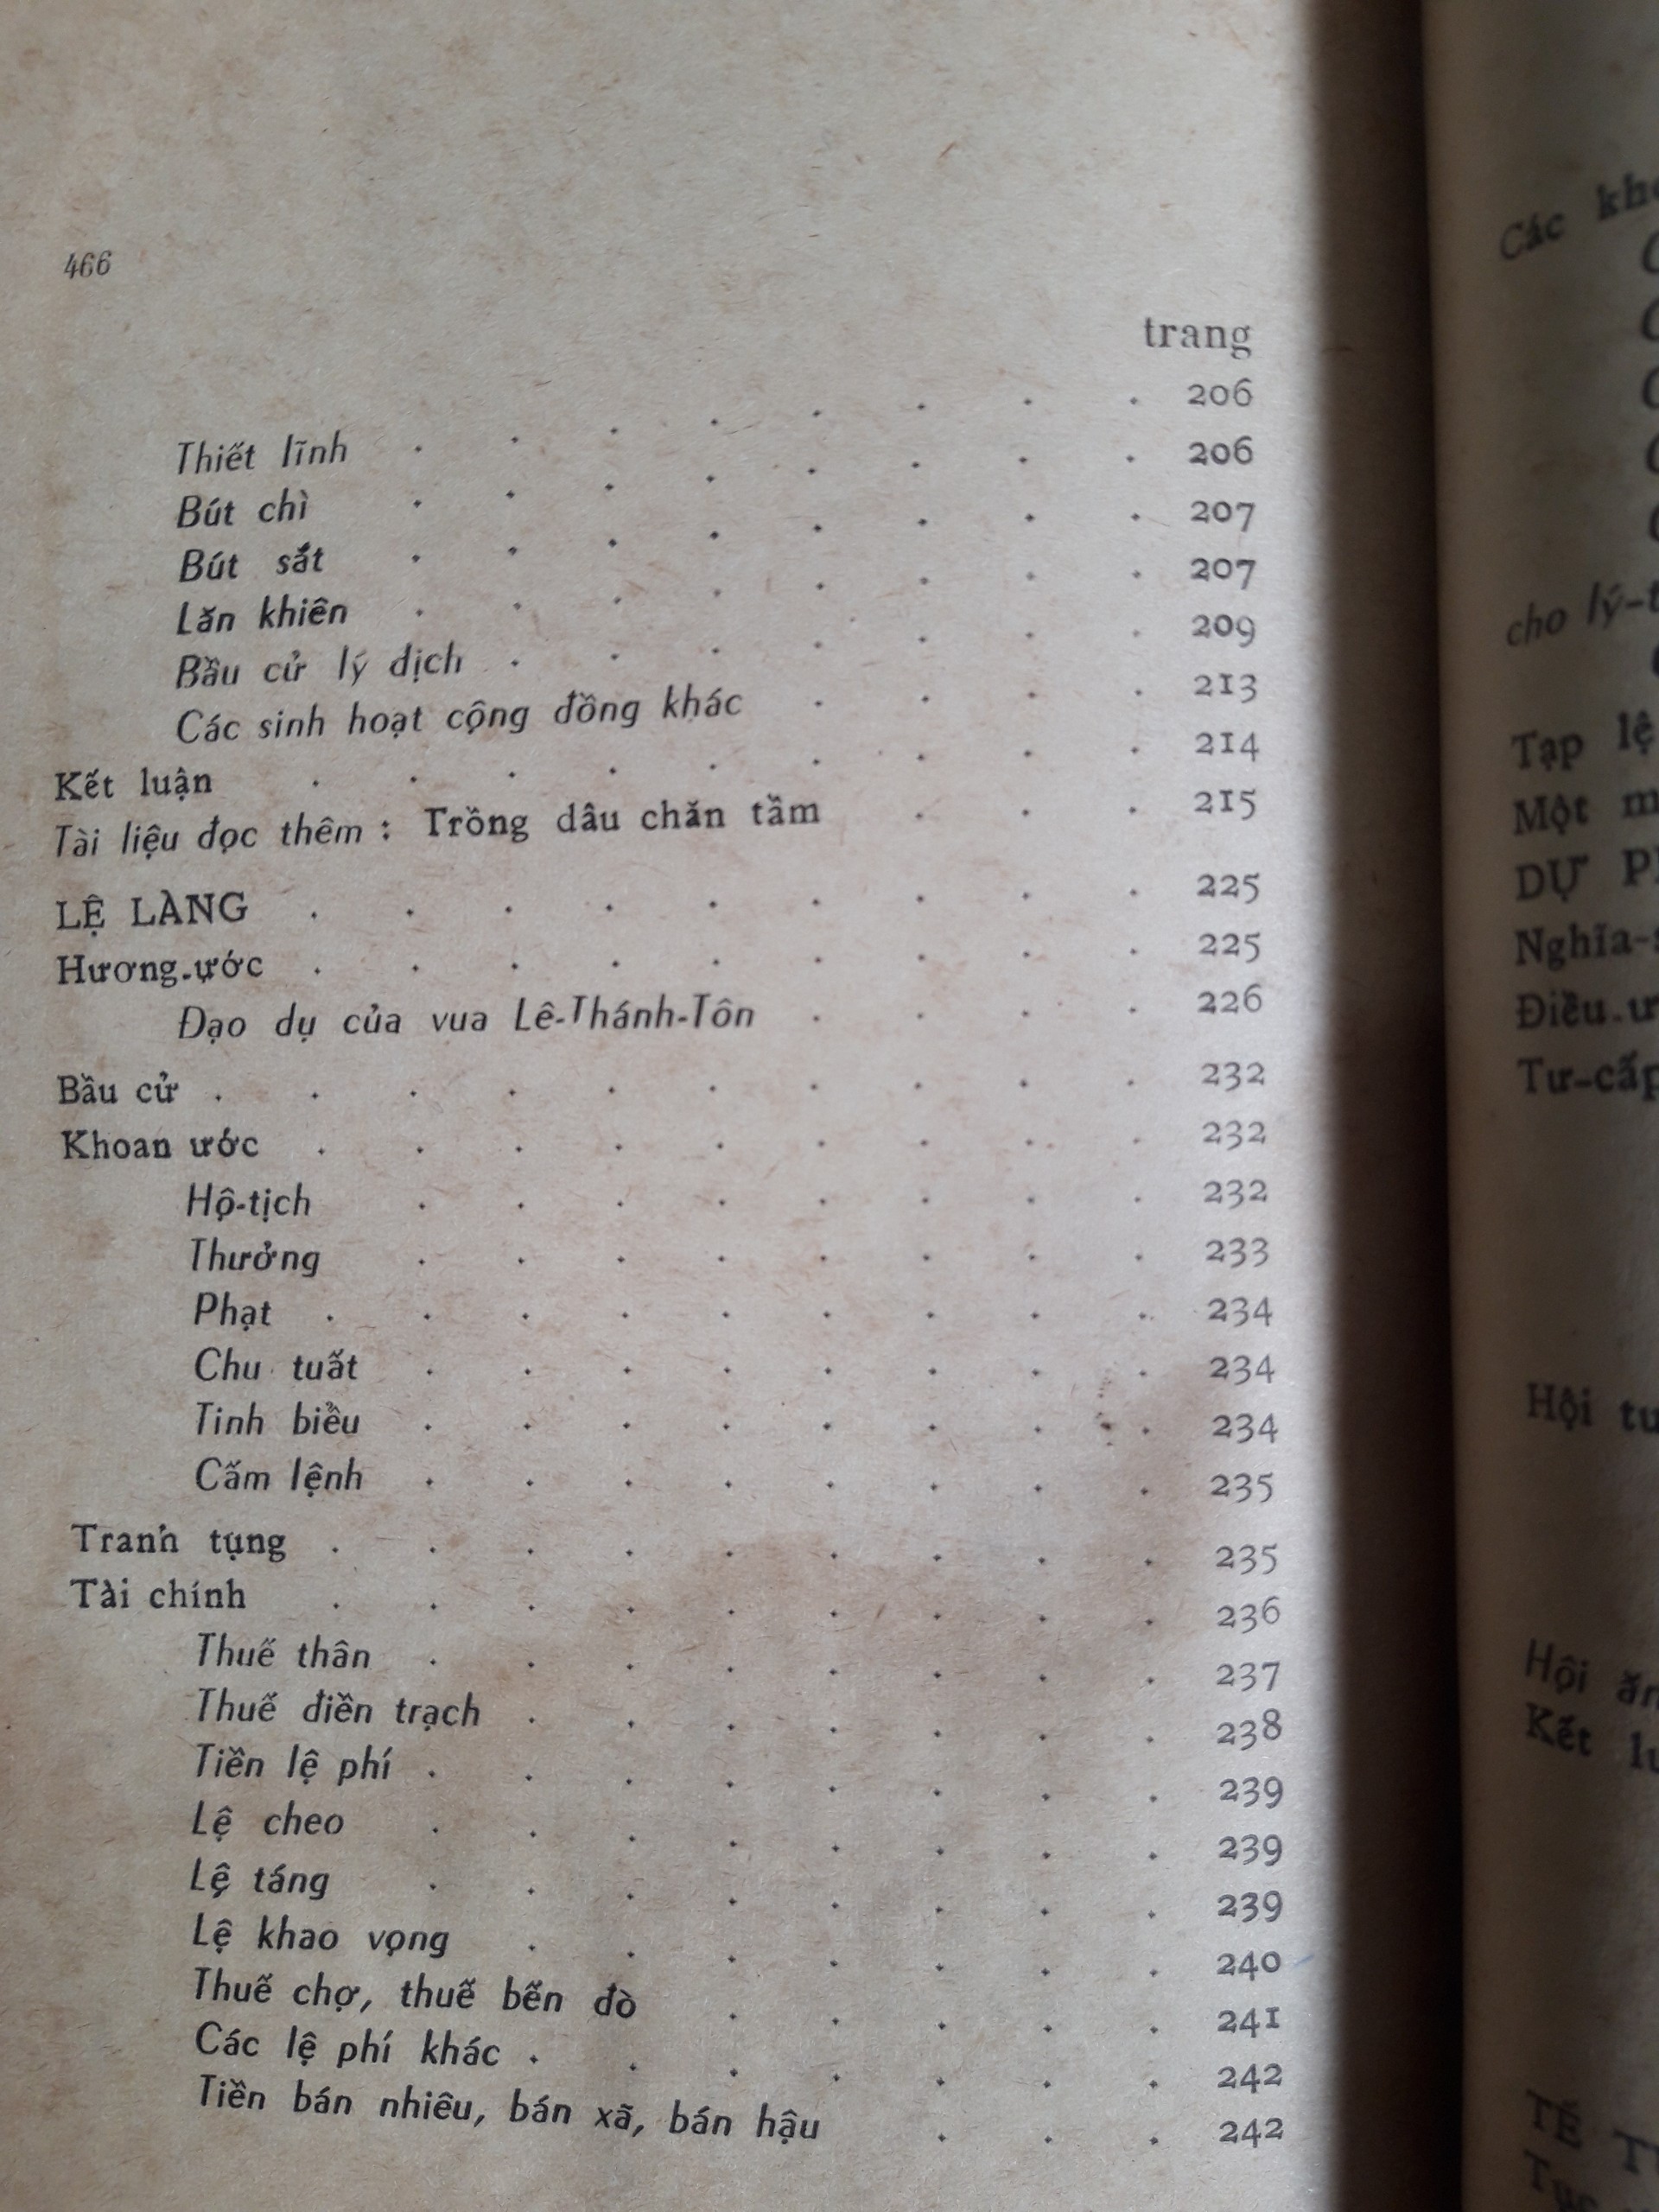 466
trang
Thiết lĩnh . . . . . . . . 206
Bút chì . . . . . . . . 206
Bút sắt . . . . . . . . 207
Lăn khiên . . . . . . . . 207
Bầu cử lý dịch . . . . . . . 209
Các sinh hoạt cộng đồng khác . . . . 213
Kết luận . . . . . . . . . 214
Tài liệu đọc thêm : Trồng dâu chăn tằm . . . 215
LỆ LÀNG . . . . . . . . . 225
Hương-ước . . . . . . . . . 225
Đạo dụ của vua Lê-Thánh-Tôn . . . . 226
Bầu cử . . . . . . . . . . 232
Khoan ước . . . . . . . . . 232
Hộ-tịch . . . . . . . . 232
Thưởng . . . . . . . . 233
Phạt . . . . . . . . . 234
Chu tuất . . . . . . . . 234
Tinh biểu . . . . . . . . 234
Cấm lệnh . . . . . . . . 235
Tranh tụng . . . . . . . . . 235
Tài chính . . . . . . . . . 236
Thuế thân . . . . . . . . 237
Thuế điền trạch . . . . . . . 238
Tiền lệ phí . . . . . . . . 239
Lệ cheo . . . . . . . . 239
Lệ táng . . . . . . . . 239
Lệ khao vọng . . . . . . . 240
Thuế chợ, thuế bến đò . . . . . 241
Các lệ phí khác . . . . . . . 242
Tiền bán nhiêu, bán xã, bán hậu . . . 242
Các
cho
Tạp lệ
Một
DỰ
Hội
Hội
Kết
TẾ